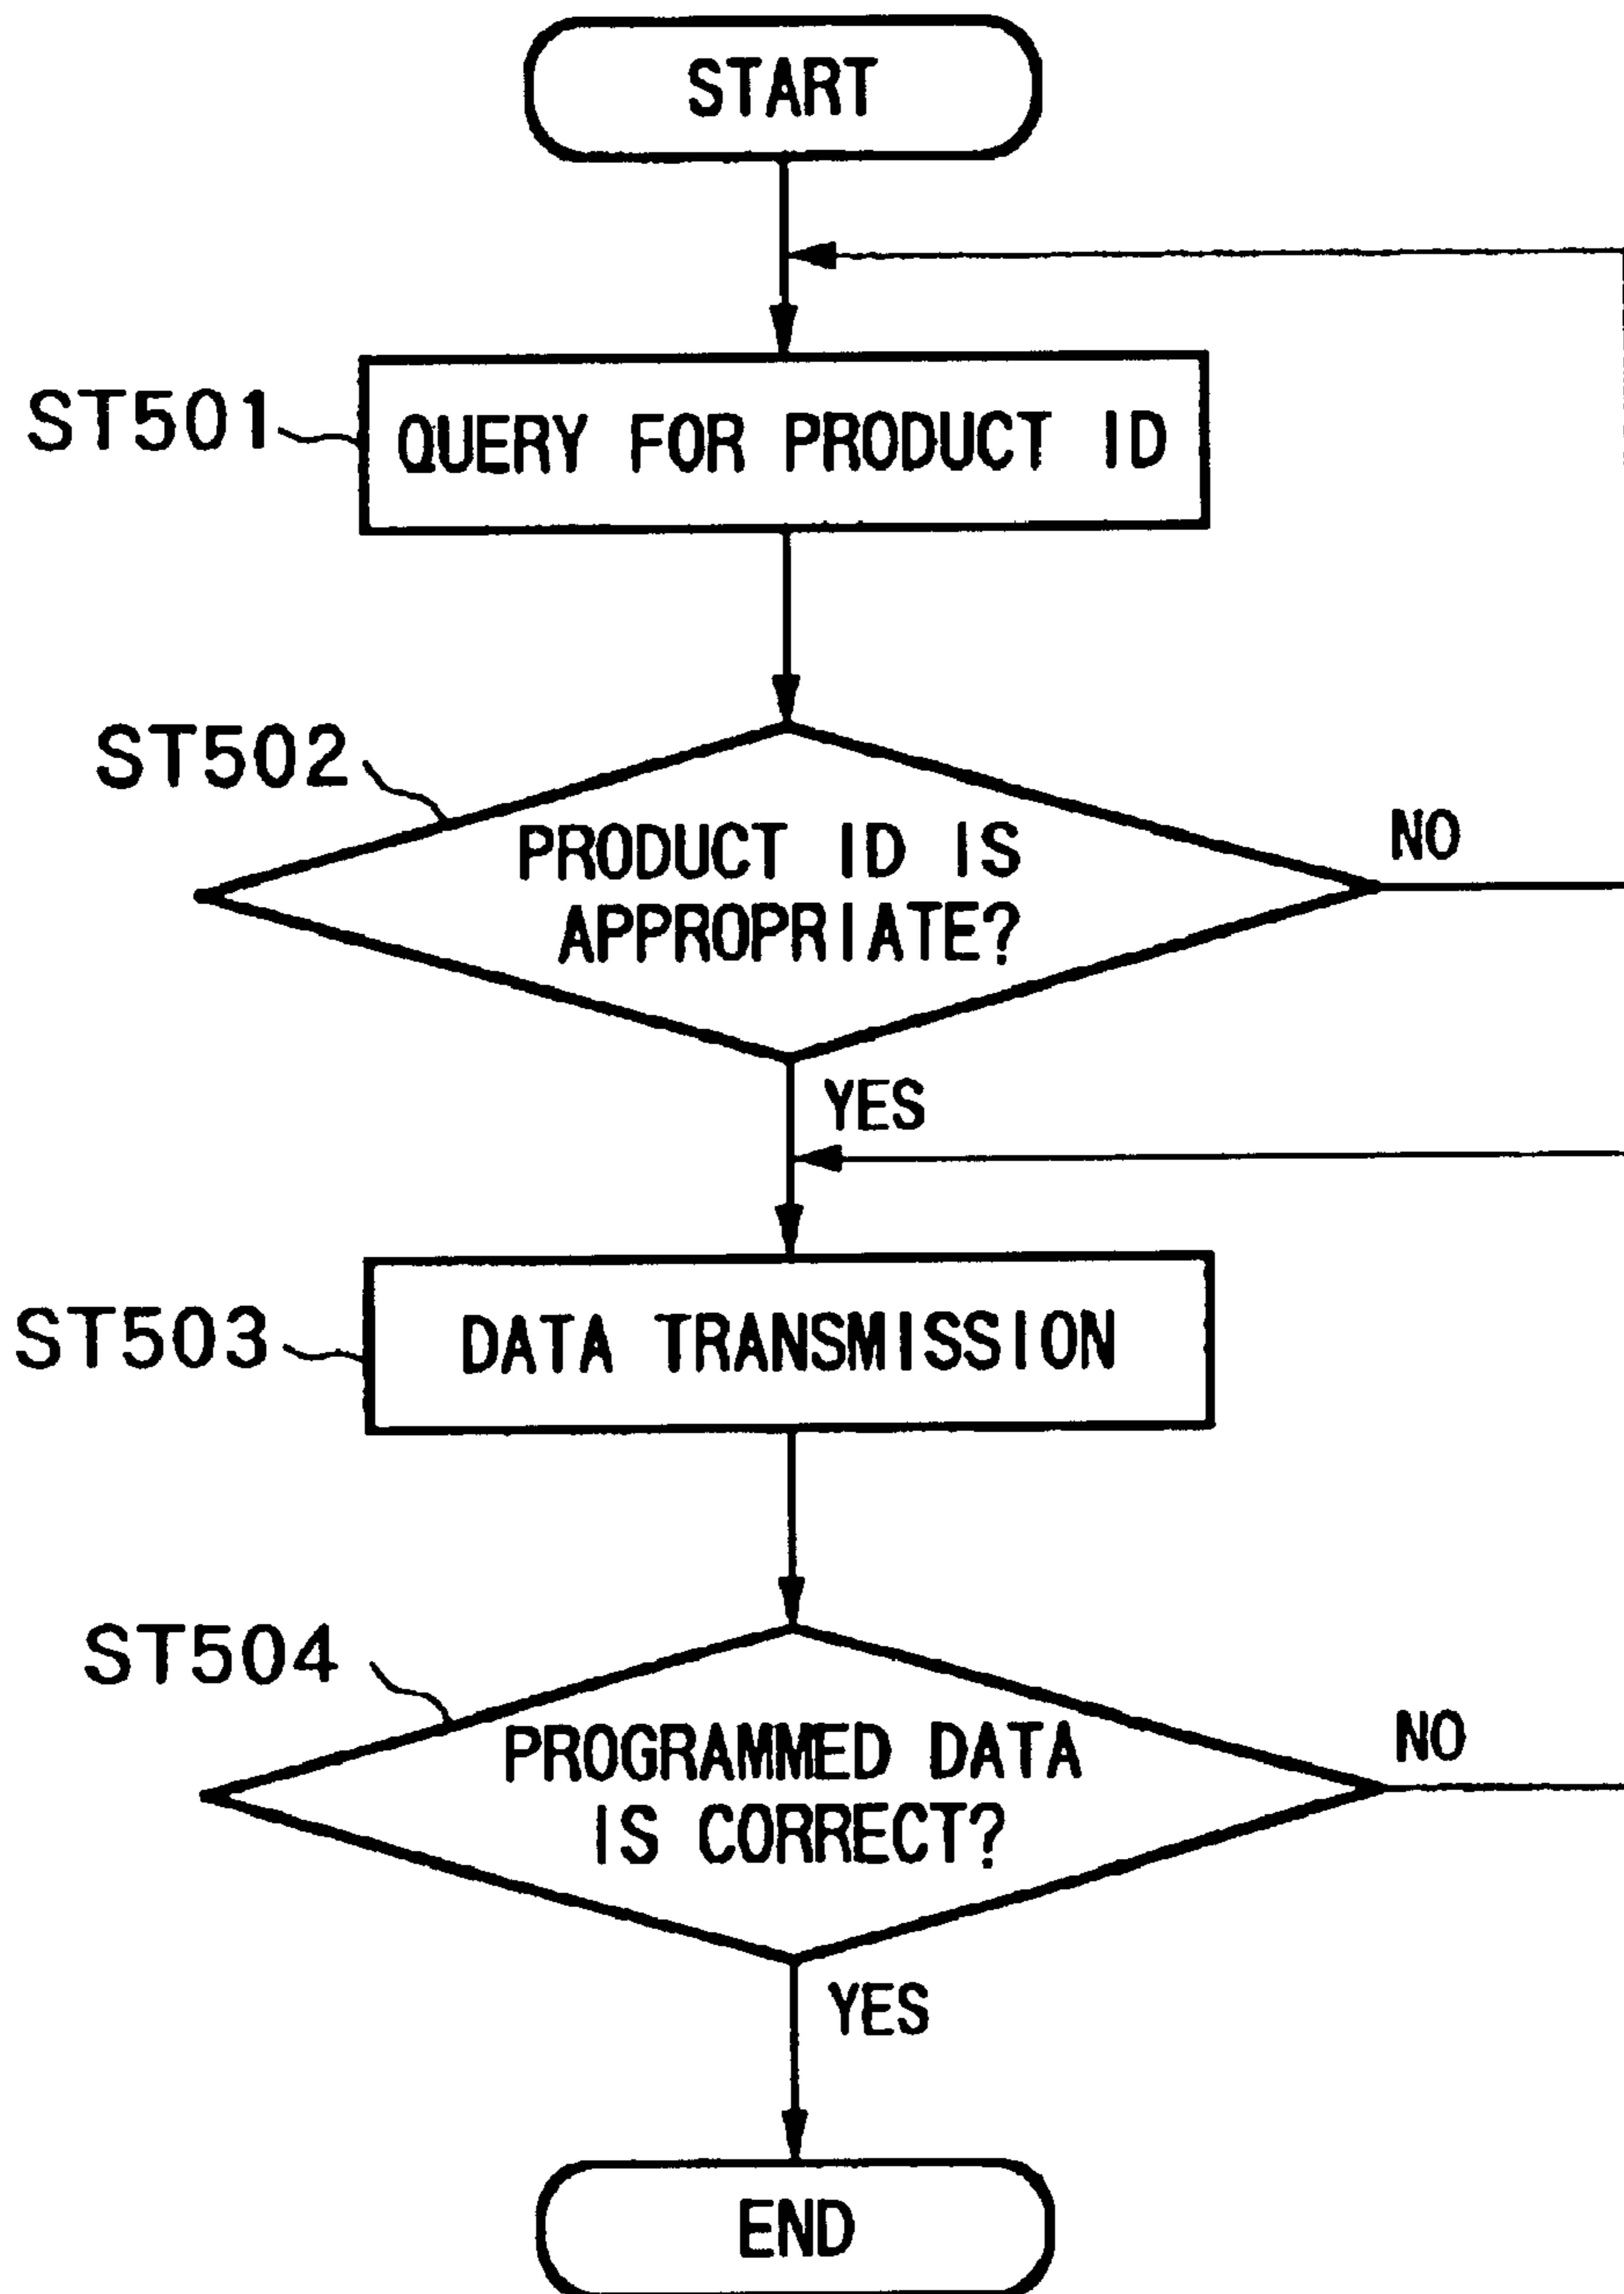 START
ST501
QUERY FOR PRODUCT ID
ST502
PRODUCT ID IS
APPROPRIATE?
NO
YES
ST503
DATA TRANSMISSION
ST504
PROGRAMMED DATA
IS CORRECT?
NO
YES
END